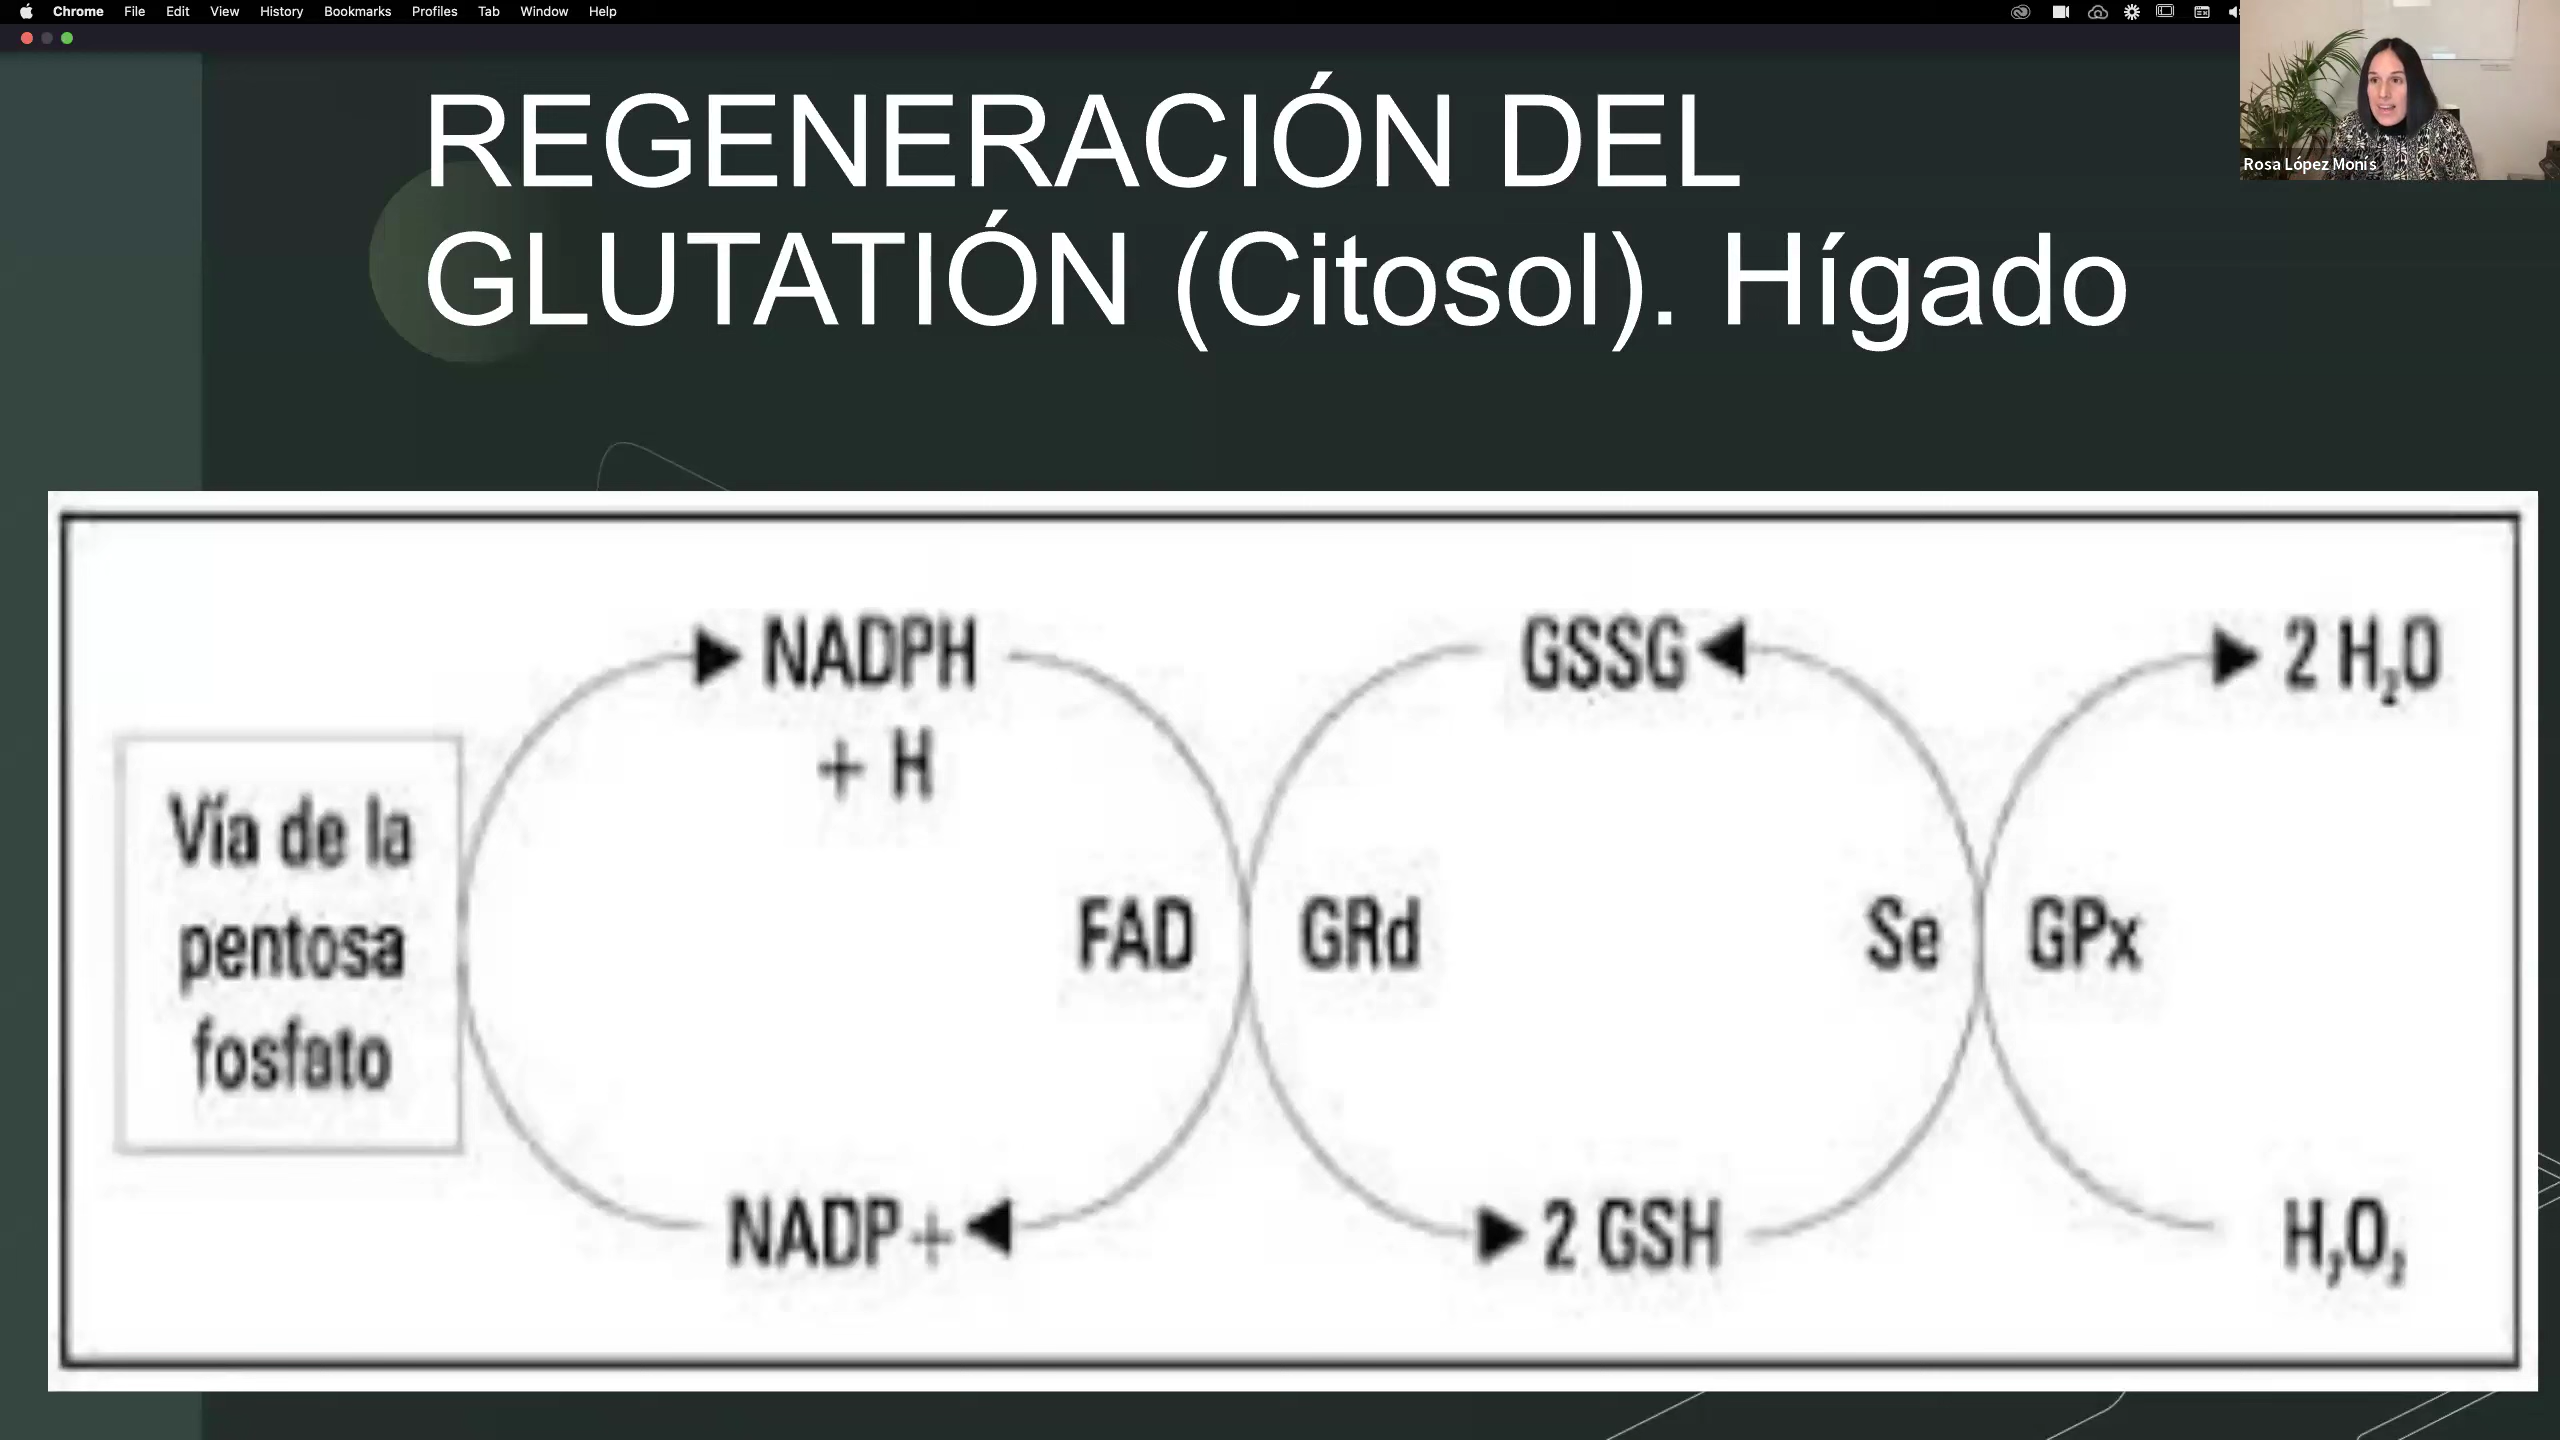 Chrome File Edit View History Bookmarks Profiles Tab Window Help
Rosa López Monís
REGENERACIÓN DEL
GLUTATIÓN (Citosol). Hígado
NADPH
+ H
GSSG
2 H₂O
Vía de la
pentosa
fosfato
FAD
GRd
Se
GPx
NADP+
2 GSH
H₂O₂